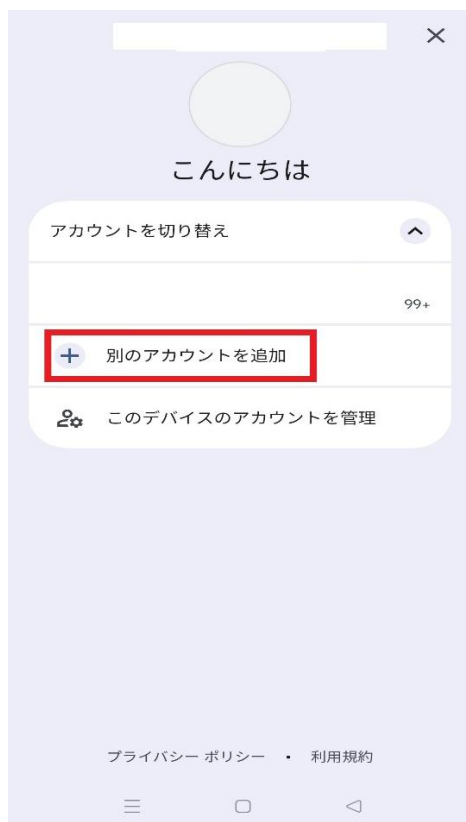 こんにちは
アカウントを切り替え
99+
別のアカウントを追加
このデバイスのアカウントを管理
プライバシー ポリシー ・ 利用規約